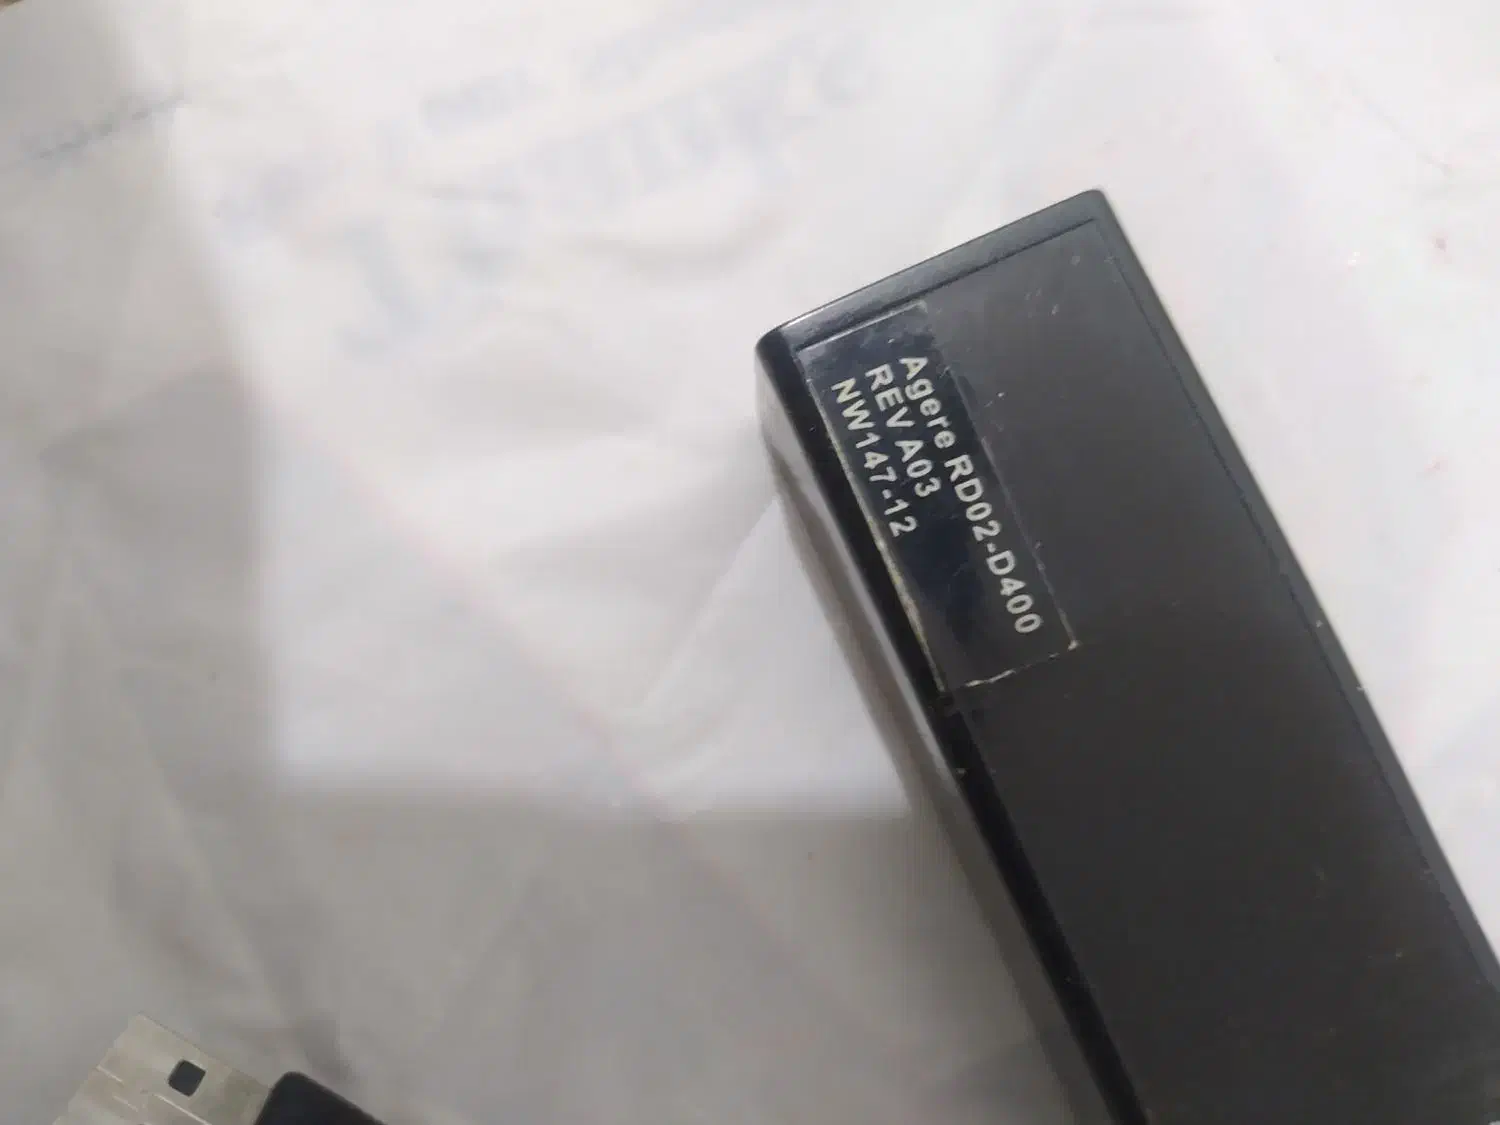 Agere RD02-D400
REV A03
NW147-12